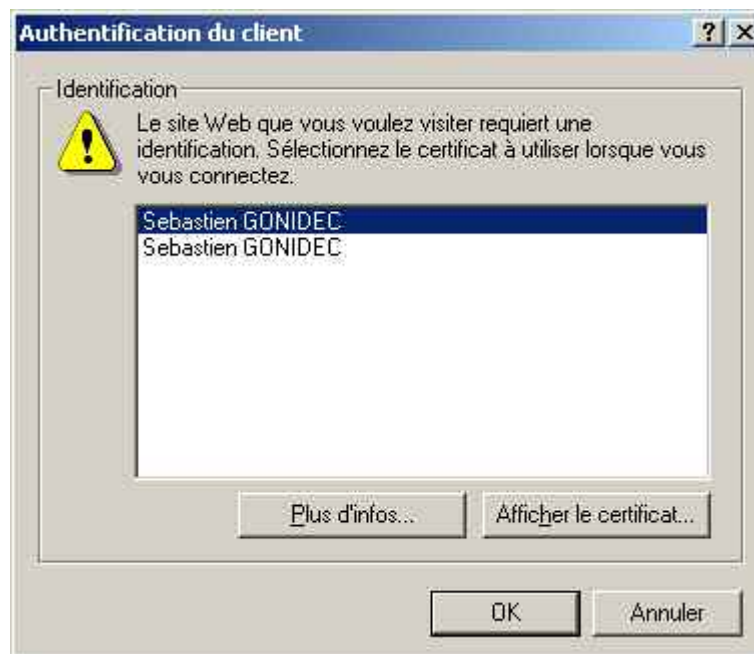 Authentification du client
Identification
Le site Web que vous voulez visiter requiert une
identification. Sélectionnez le certificat à utiliser lorsque vous
vous connectez.
Sebastien GONIDEC
Sebastien GONIDEC
Plus d'infos...
Afficher le certificat...
OK
Annuler